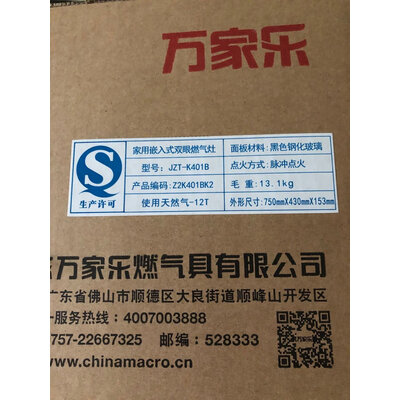 万家乐
家用嵌入式双眼燃气灶
面板材料: 黑色钢化玻璃
型号: JZT-K401B
点火方式: 脉冲点火
产品编码: Z2K401BK2
毛 重: 13.1kg
使用天然气-12T
外形尺寸: 750mmX430mmX153mm
生产许可
万家乐燃气具有限公司
广东省佛山市顺德区大良街道顺峰山开发区
一服务热线: 4007003888
757-22667325 邮编: 528333
www.chinamacro.cn